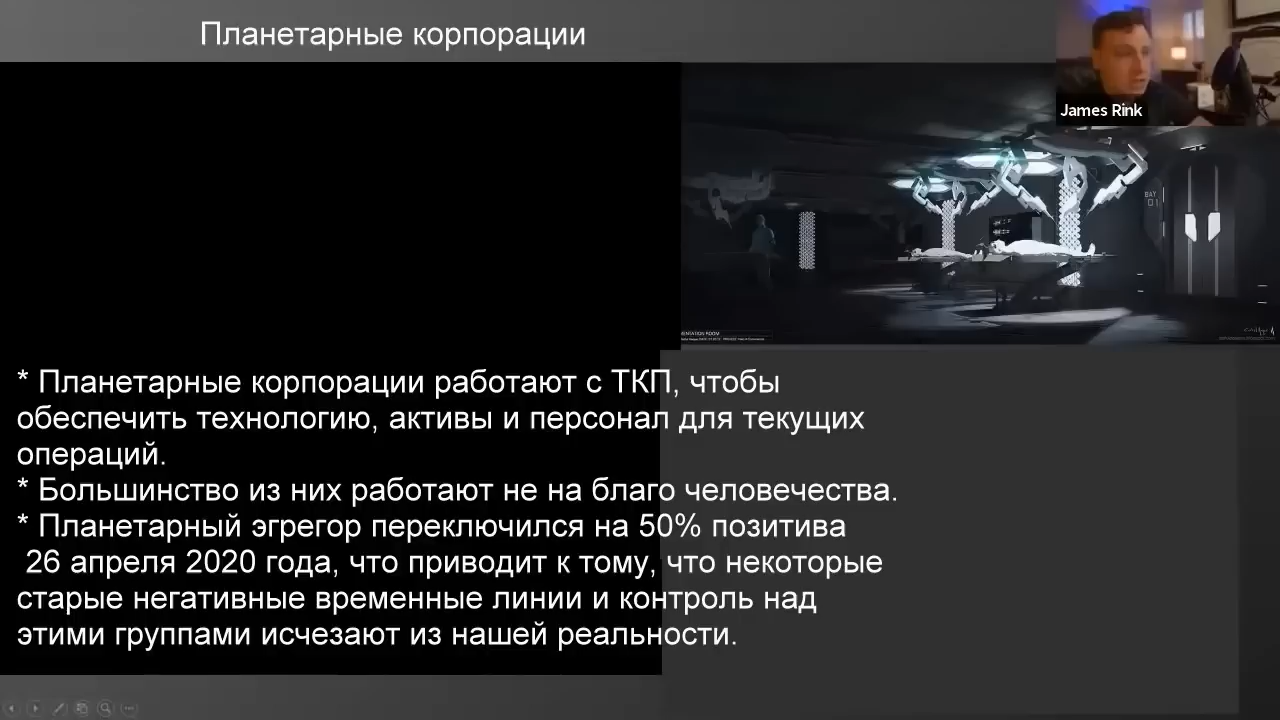 Планетарные корпорации
James Rink
BAY
01
* Планетарные корпорации работают с ТКП, чтобы
обеспечить технологию, активы и персонал для текущих
операций.
* Большинство из них работают не на благо человечества.
* Планетарный эгрегор переключился на 50% позитива
26 апреля 2020 года, что приводит к тому, что некоторые
старые негативные временные линии и контроль над
этими группами исчезают из нашей реальности.